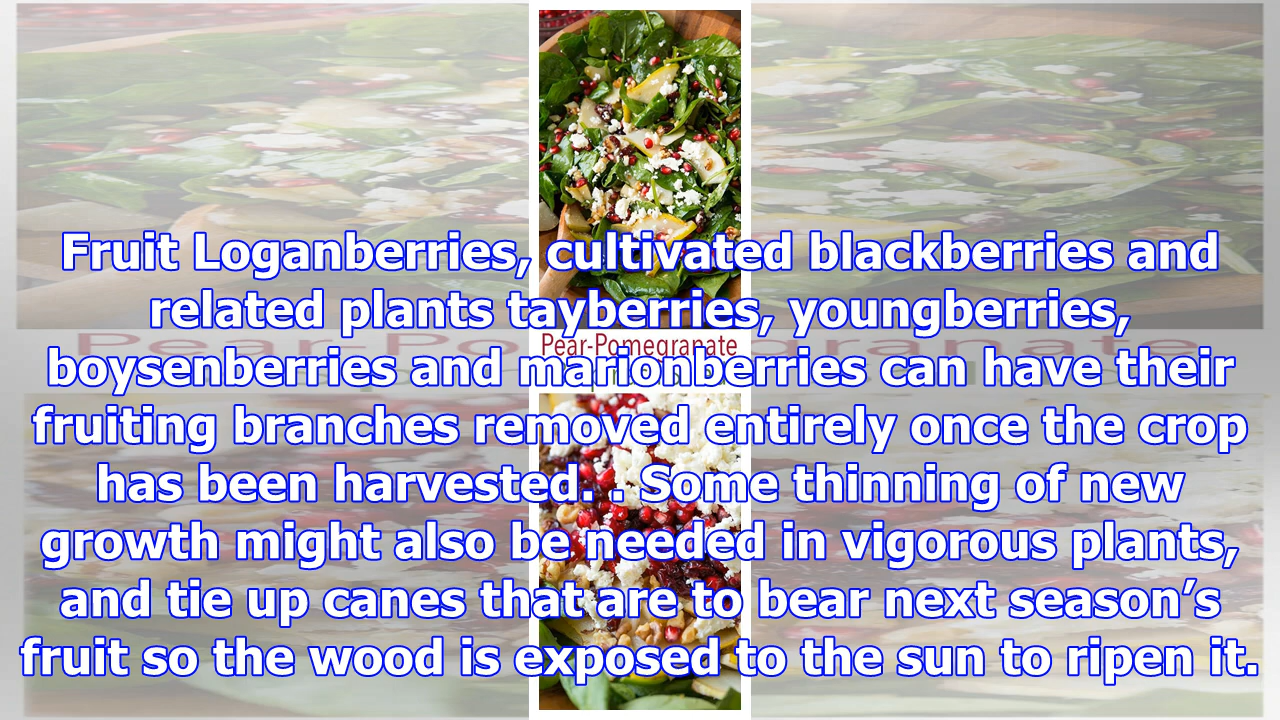 Fruit Loganberries, cultivated blackberries and
related plants tayberries, youngberries,
Pear-Pomegranate
boysenberries and marionberries can have their
fruiting branches removed entirely once the crop
has been harvested. . Some thinning of new
growth might also be needed in vigorous plants,
and tie up canes that are to bear next season’s
fruit so the wood is exposed to the sun to ripen it.